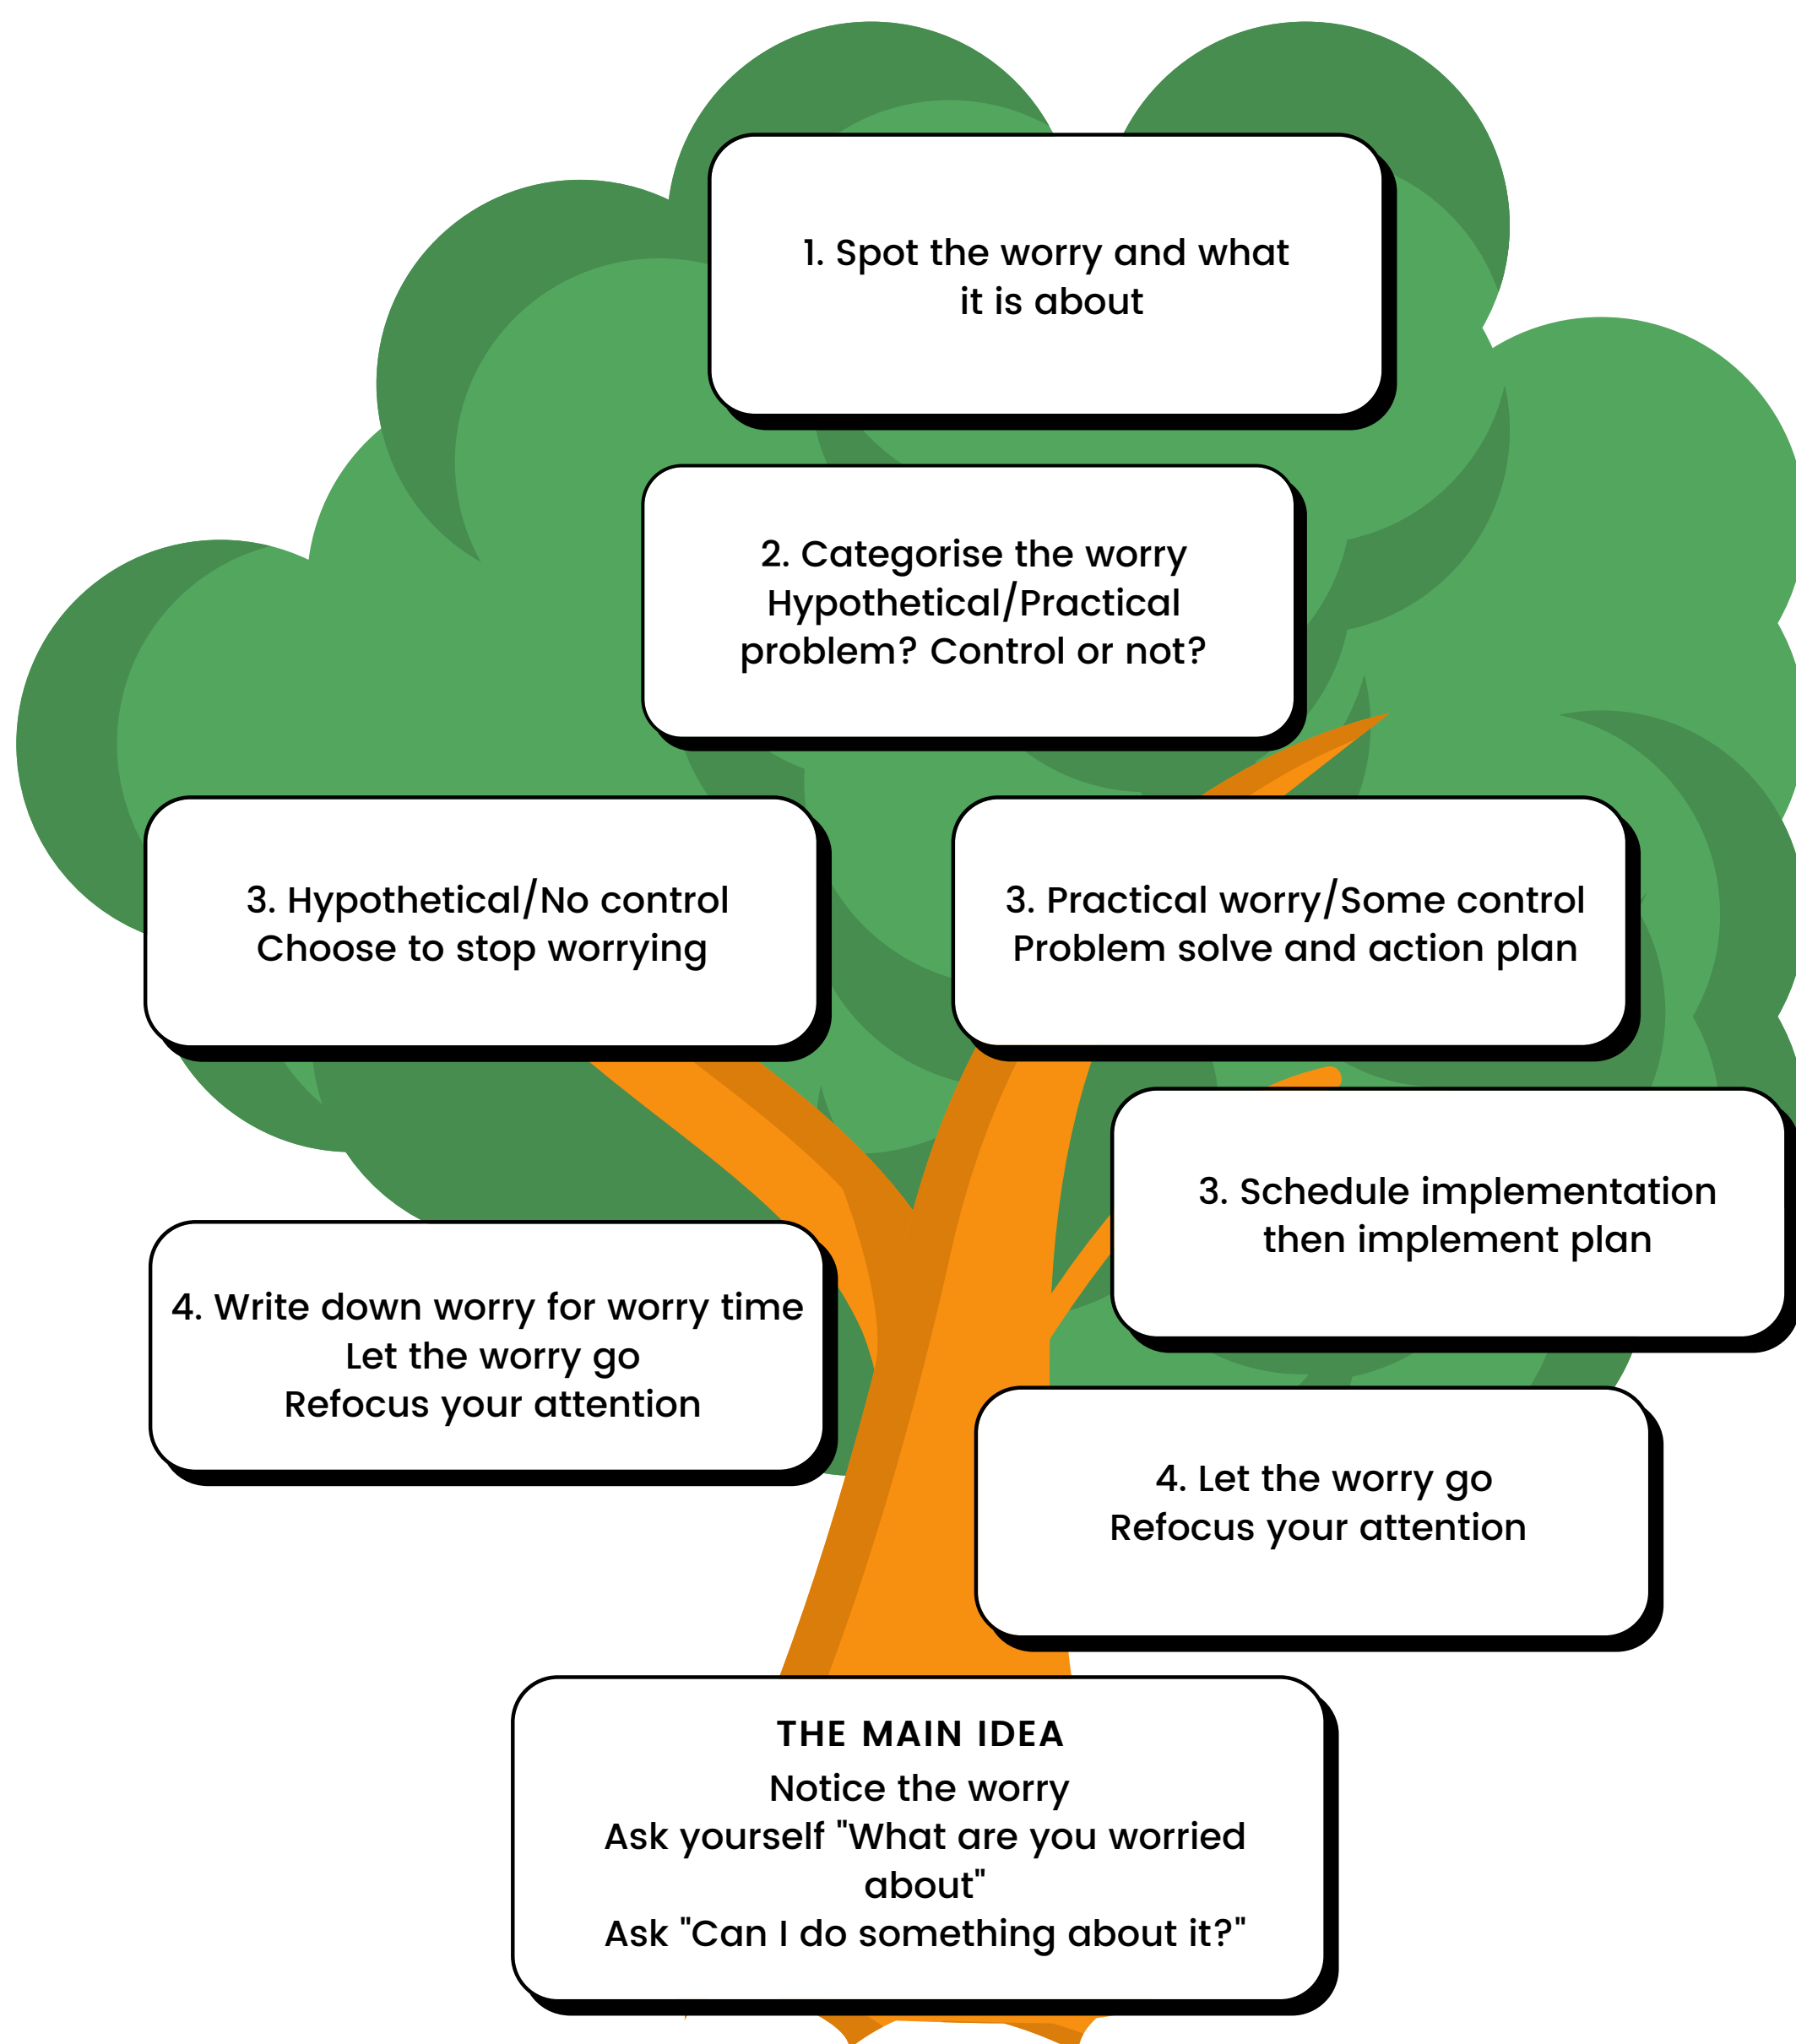 1. Spot the worry and what
it is about
2. Categorise the worry
Hypothetical/Practical
problem? Control or not?
3. Hypothetical/No control
Choose to stop worrying
3. Practical worry/Some control
Problem solve and action plan
3. Schedule implementation
then implement plan
4. Write down worry for worry time
Let the worry go
Refocus your attention
4. Let the worry go
Refocus your attention
THE MAIN IDEA
Notice the worry
Ask yourself "What are you worried
about"
Ask "Can I do something about it?"